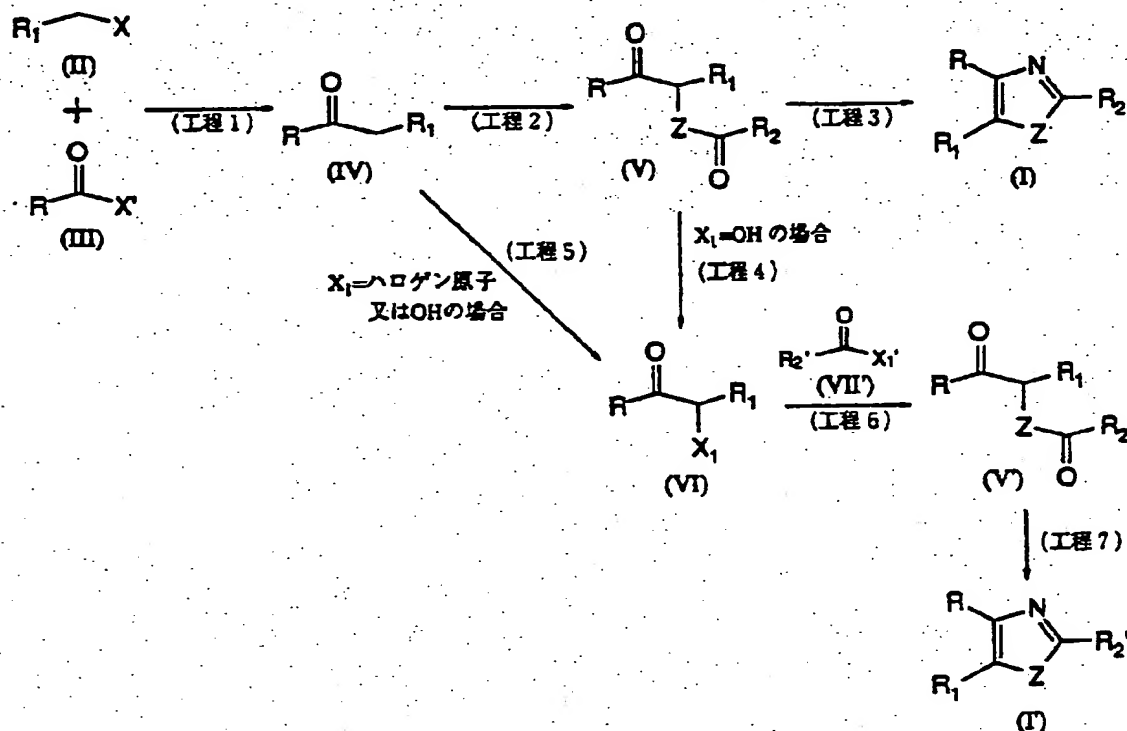 R₁ X
(II)
+
O
R X'
(III)
(工程1)
O
R R₁
(IV)
(工程2)
O
R R₁
Z R₂
O
(V)
(工程3)
R N
R₂
R₁ Z
(I)
(工程5)
X₁=ハロゲン原子
又はOHの場合
X₁=OHの場合
(工程4)
O
R R₁
X₁
(VI)
O
R₂' X₁'
(VII')
(工程6)
O
R R₁
Z R₂
O
(V')
(工程7)
R N
R₂'
R₁ Z
(I')